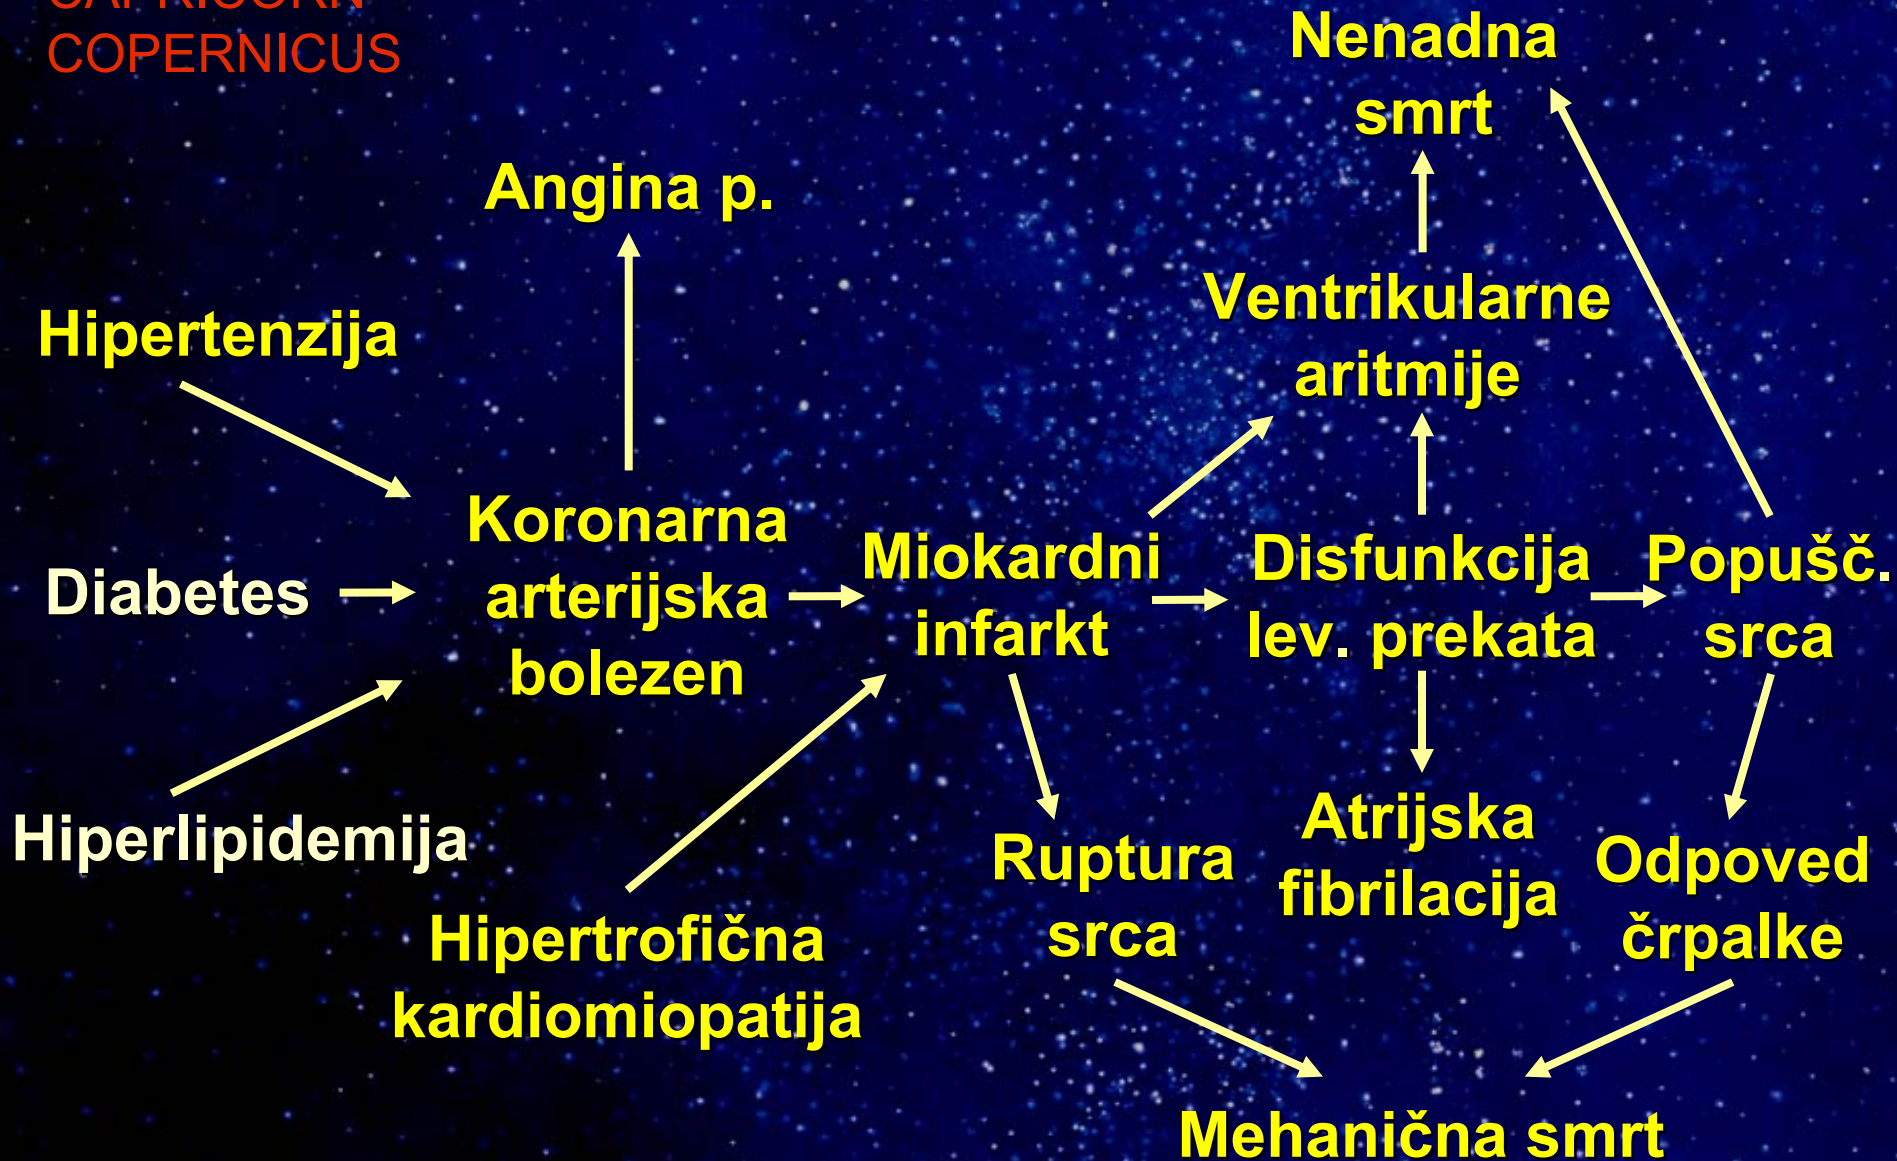 CAPRICORN
COPERNICUS
Nenadna
smrt
Angina p.
Ventrikularne
aritmije
Hipertenzija
Koronarna
arterijska
bolezen
Diabetes
Miokardni
infarkt
Disfunkcija
lev. prekata
Popušč.
srca
Hiperlipidemija
Hipertrofična
kardiomiopatija
Ruptura
srca
Atrijska
fibrilacija
Odpoved
črpalke
Mehanična smrt